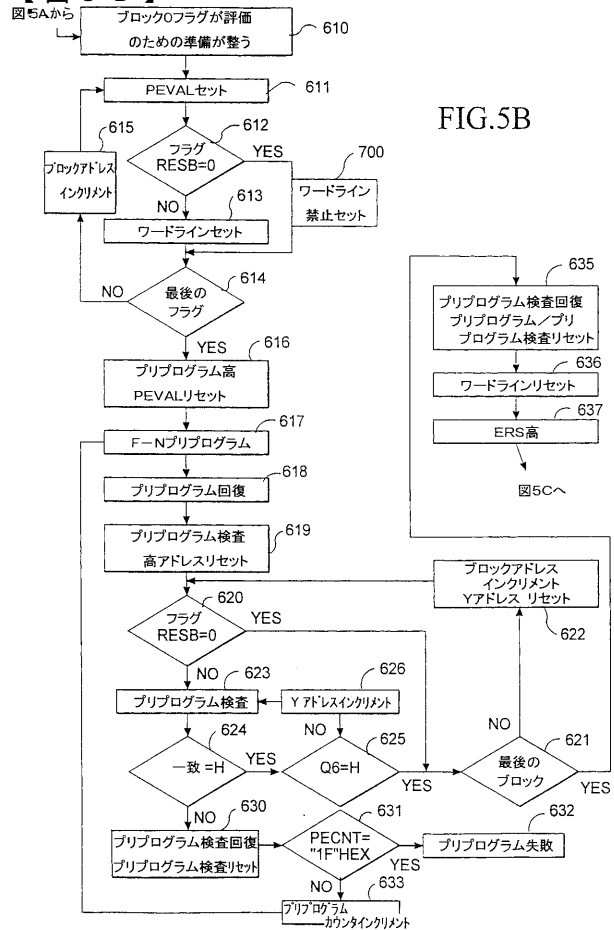 図5Aから
ブロック0フラグが評価
のための準備が整う
610
PEVALセット
611
FIG.5B
615
ブロックアドレス
インクリメント
612
フラグ
RESB=0
YES
NO
700
ワードライン
禁止セット
613
ワードラインセット
614
最後の
フラグ
NO
YES
616
プリプログラム高
PEVALリセット
617
F-Nプリプログラム
618
プリプログラム回復
619
プリプログラム検査
高アドレスリセット
620
フラグ
RESB=0
YES
NO
623
プリプログラム検査
626
Yアドレスインクリメント
624
一致=H
YES
NO
625
NO
Q6=H
YES
621
最後の
ブロック
NO
YES
ブロックアドレス
インクリメント
Yアドレス リセット
622
630
プリプログラム検査回復
プリプログラム検査リセット
631
PECNT=
"1F"HEX
YES
NO
632
プリプログラム失敗
633
プリプログラム
カウンタインクリメント
635
プリプログラム検査回復
プリプログラム/プリ
プログラム検査リセット
636
ワードラインリセット
637
ERS高
図5Cへ